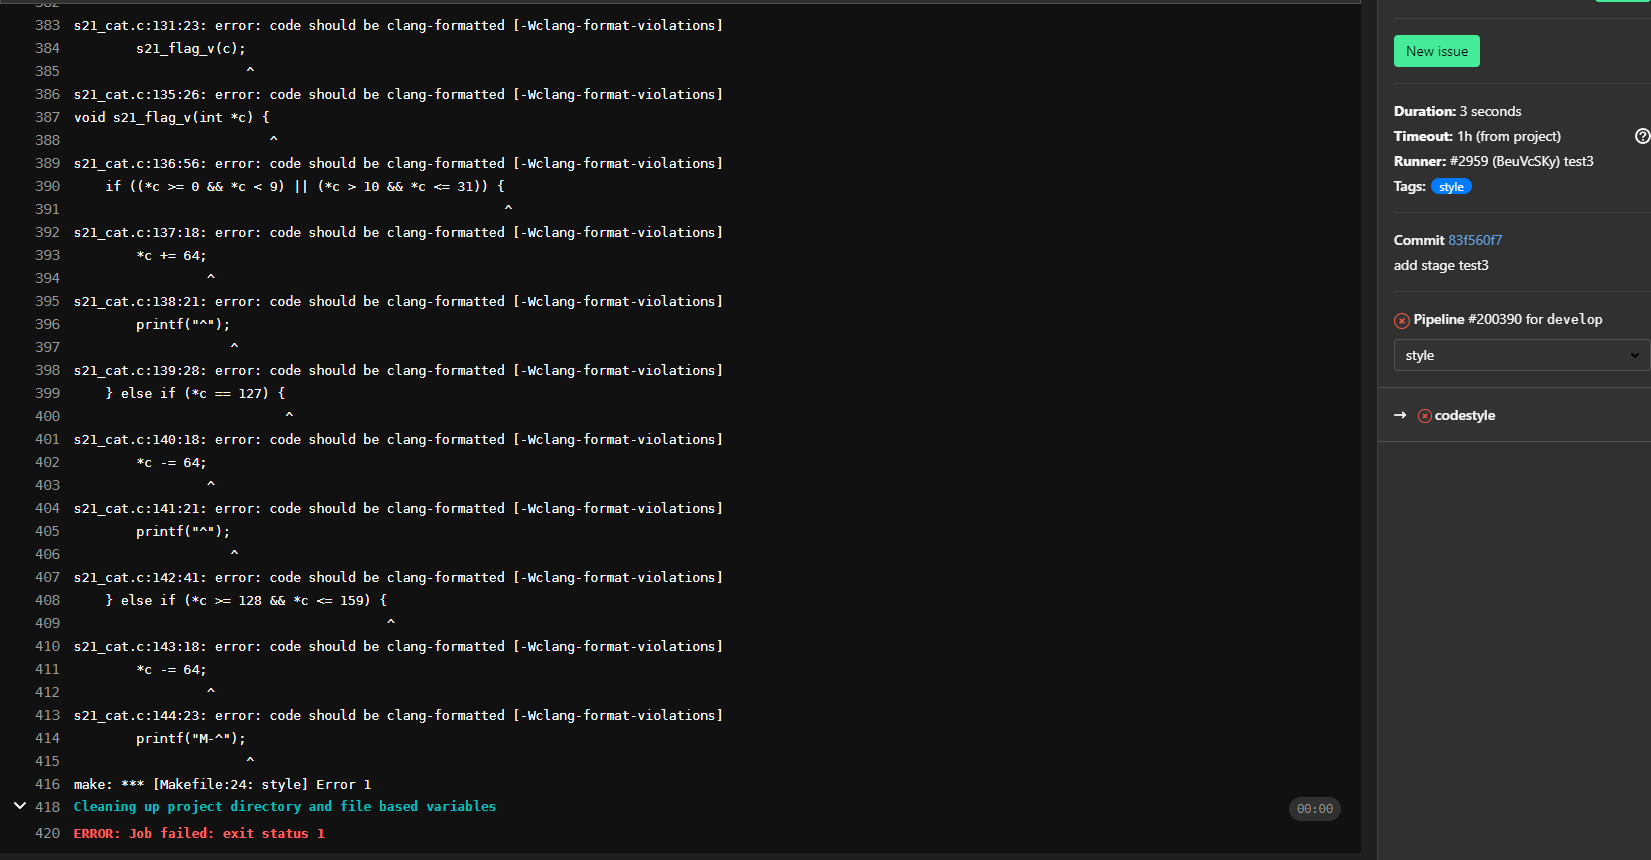 383 s21_cat.c:131:23: error: code should be clang-formatted [-Wclang-format-violations]
384         s21_flag_v(c);
385                       ^
386 s21_cat.c:135:26: error: code should be clang-formatted [-Wclang-format-violations]
387 void s21_flag_v(int *c) {
388                          ^
389 s21_cat.c:136:56: error: code should be clang-formatted [-Wclang-format-violations]
390     if ((*c >= 0 && *c < 9) || (*c > 10 && *c <= 31)) {
391                                                        ^
392 s21_cat.c:137:18: error: code should be clang-formatted [-Wclang-format-violations]
393         *c += 64;
394                  ^
395 s21_cat.c:138:21: error: code should be clang-formatted [-Wclang-format-violations]
396         printf("^");
397                     ^
398 s21_cat.c:139:28: error: code should be clang-formatted [-Wclang-format-violations]
399     } else if (*c == 127) {
400                            ^
401 s21_cat.c:140:18: error: code should be clang-formatted [-Wclang-format-violations]
402         *c -= 64;
403                  ^
404 s21_cat.c:141:21: error: code should be clang-formatted [-Wclang-format-violations]
405         printf("^");
406                     ^
407 s21_cat.c:142:41: error: code should be clang-formatted [-Wclang-format-violations]
408     } else if (*c >= 128 && *c <= 159) {
409                                         ^
410 s21_cat.c:143:18: error: code should be clang-formatted [-Wclang-format-violations]
411         *c -= 64;
412                  ^
413 s21_cat.c:144:23: error: code should be clang-formatted [-Wclang-format-violations]
414         printf("M-^");
415                       ^
416 make: *** [Makefile:24: style] Error 1
418 Cleaning up project directory and file based variables 00:00
420 ERROR: Job failed: exit status 1
New issue
Duration: 3 seconds
Timeout: 1h (from project)
Runner: #2959 (BeuVcSKy) test3
Tags: style
Commit 83f560f7
add stage test3
Pipeline #200390 for develop
style
→ codestyle